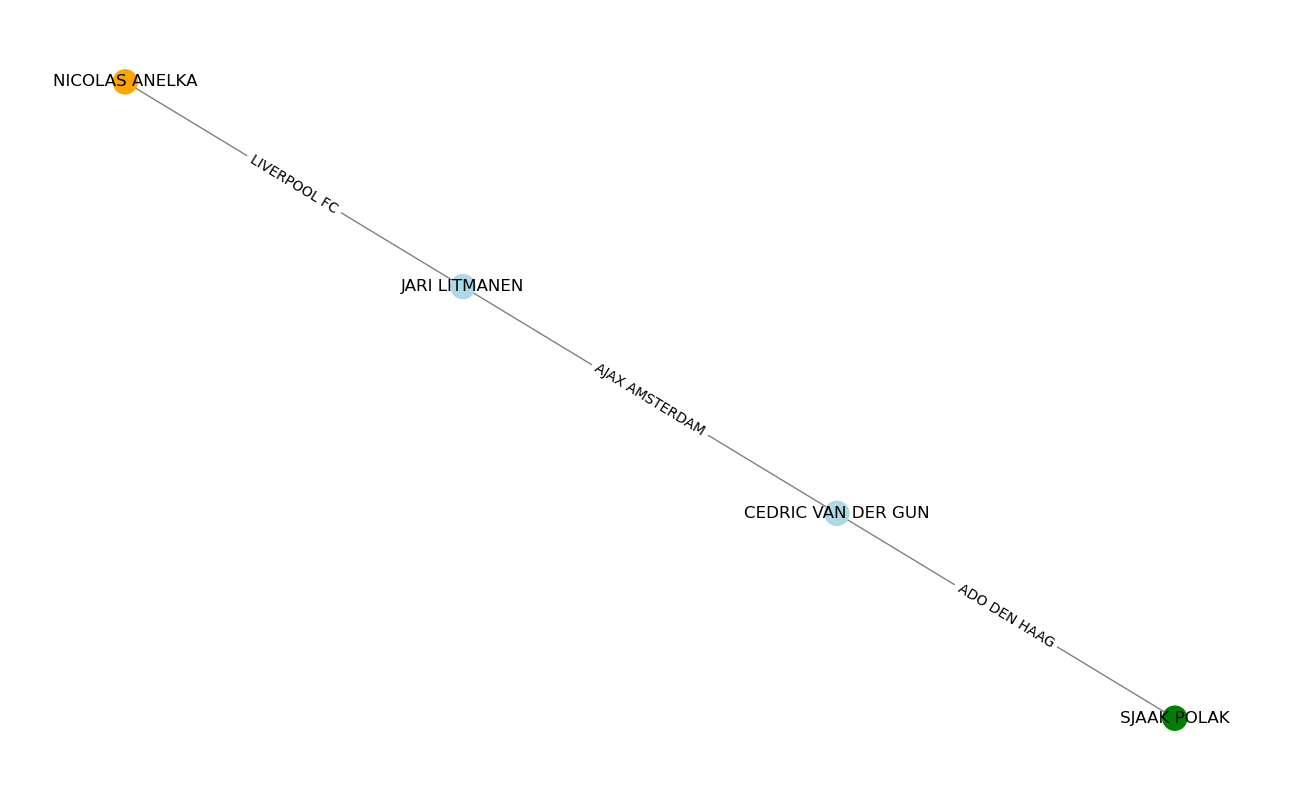 NICOLAS ANELKA
LIVERPOOL FC
JARI LITMANEN
AJAX AMSTERDAM
CEDRIC VAN DER GUN
ADO DEN HAAG
SJAAK POLAK